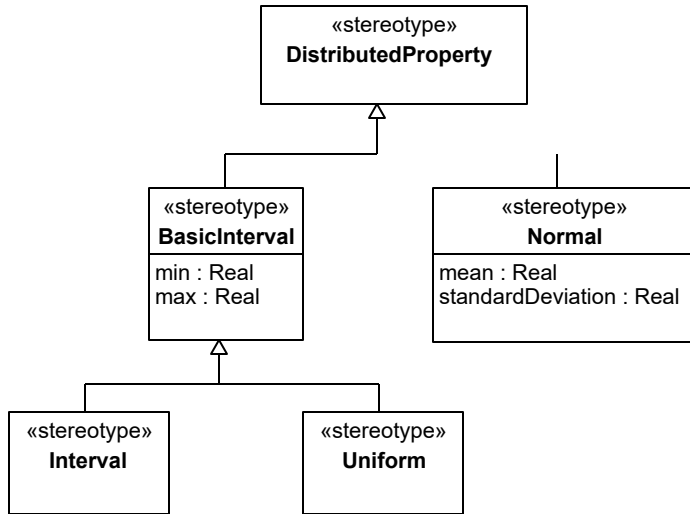 «stereotype»
DistributedProperty
«stereotype»
BasicInterval
min : Real
max : Real
«stereotype»
Normal
mean : Real
standardDeviation : Real
«stereotype»
Interval
«stereotype»
Uniform